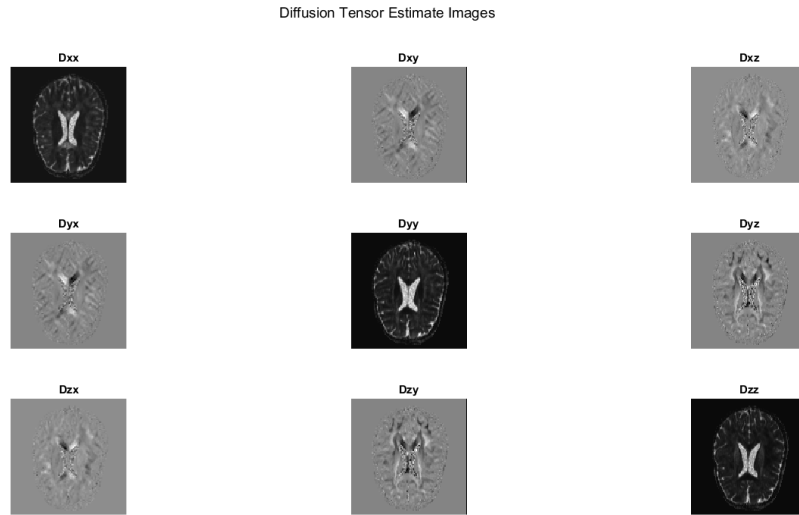 Diffusion Tensor Estimate Images
Dxx Dxy Dxz
Dyx Dyy Dyz
Dzx Dzy Dzz